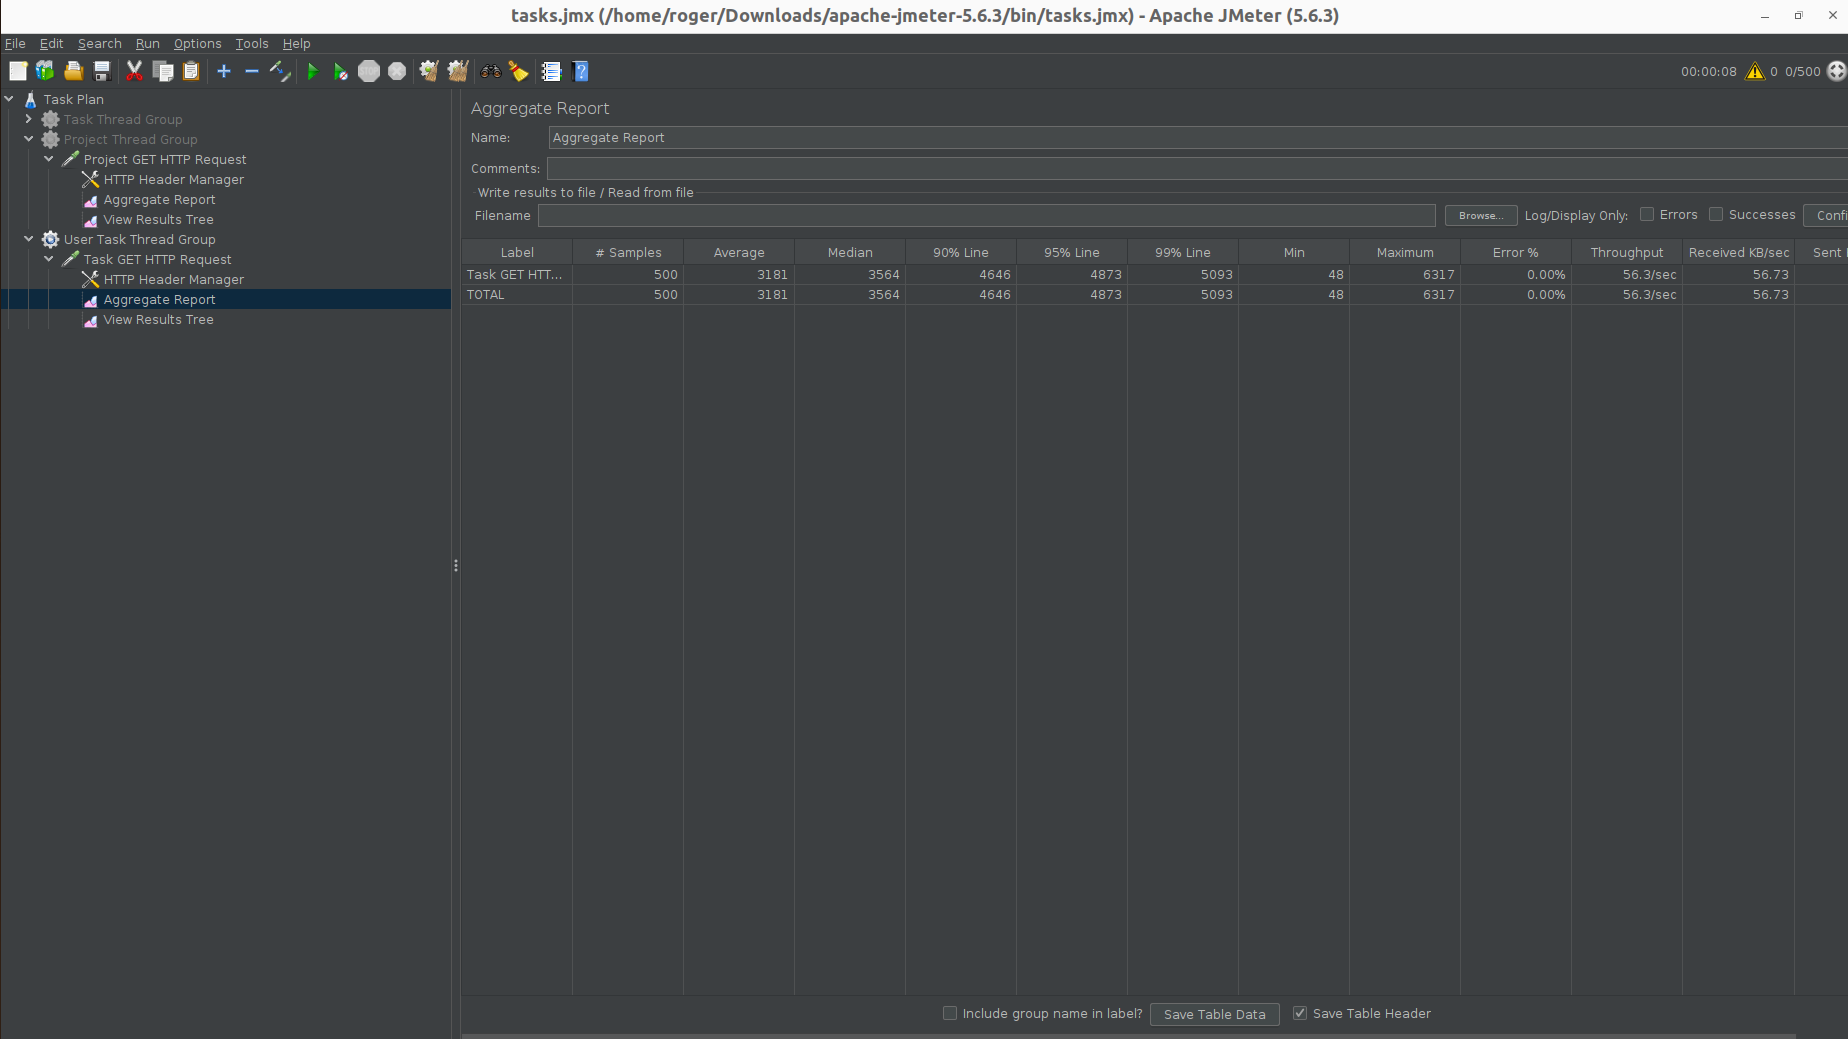 tasks.jmx (/home/roger/Downloads/apache-jmeter-5.6.3/bin/tasks.jmx) - Apache JMeter (5.6.3)
File Edit Search Run Options Tools Help
00:00:08 0 0/500
Task Plan
Task Thread Group
Project Thread Group
Project GET HTTP Request
HTTP Header Manager
Aggregate Report
View Results Tree
User Task Thread Group
Task GET HTTP Request
HTTP Header Manager
Aggregate Report
View Results Tree
Aggregate Report
Name: Aggregate Report
Comments:
Write results to file / Read from file
Filename Browse... Log/Display Only: Errors Successes Confi
Label # Samples Average Median 90% Line 95% Line 99% Line Min Maximum Error % Throughput Received KB/sec Sent
Task GET HTT... 500 3181 3564 4646 4873 5093 48 6317 0.00% 56.3/sec 56.73
TOTAL 500 3181 3564 4646 4873 5093 48 6317 0.00% 56.3/sec 56.73
Include group name in label? Save Table Data Save Table Header